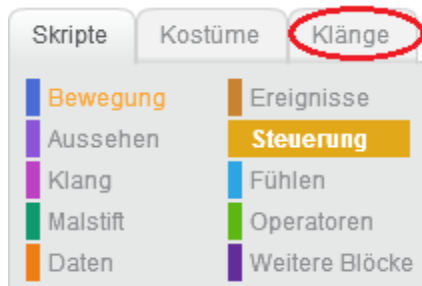 Skripte Kostüme Klänge
Bewegung Ereignisse
Aussehen Steuerung
Klang Fühlen
Malstift Operatoren
Daten Weitere Blöcke